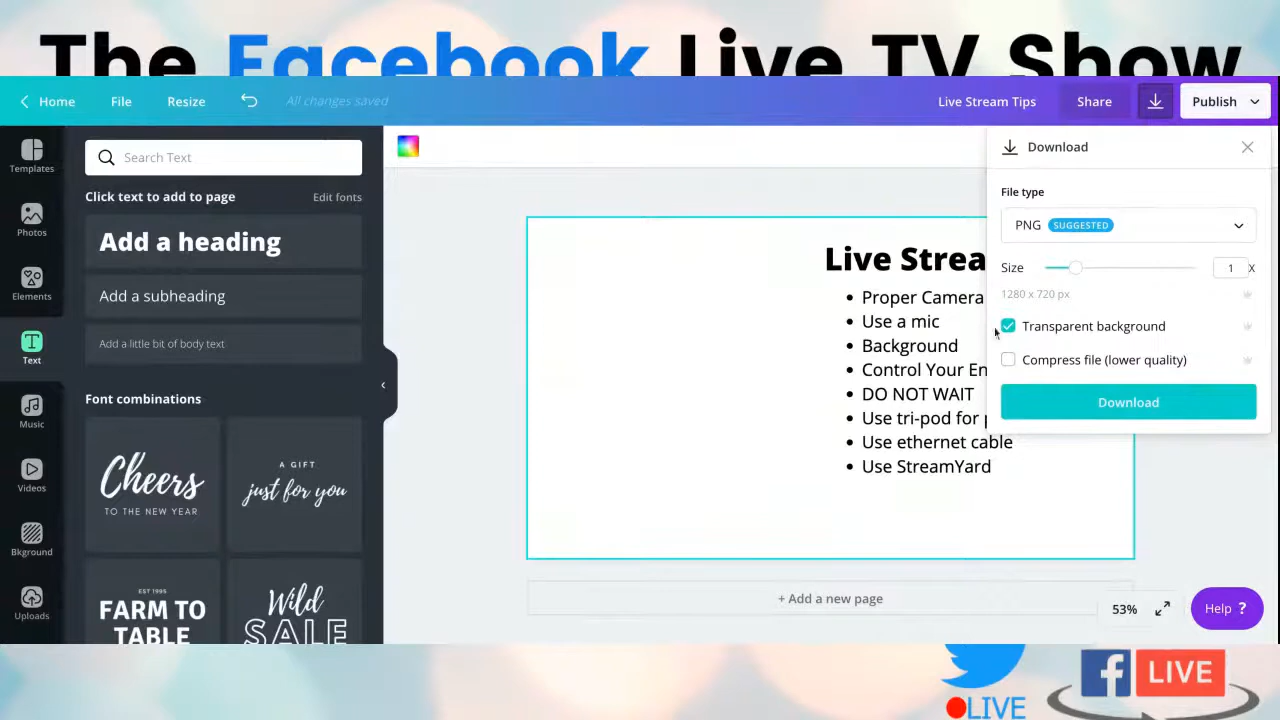 The Facebook Live TV Show
Home File Resize All changes saved Live Stream Tips Share Publish
Templates
Photos
Elements
Text
Music
Videos
Bkground
Uploads
Search Text
Click text to add to page Edit fonts
Add a heading
Add a subheading
Add a little bit of body text
Font combinations
Cheers
TO THE NEW YEAR
A GIFT
just for you
EST 1985
FARM TO
TABLE
Wild
SALE
Live Strea
Proper Camera
Use a mic
Background
Control Your En
DO NOT WAIT
Use tri-pod for
Use ethernet cable
Use StreamYard
+ Add a new page
Download
File type
PNG SUGGESTED
Size 1 X
1280 x 720 px
Transparent background
Compress file (lower quality)
Download
53% Help ?
LIVE
f LIVE